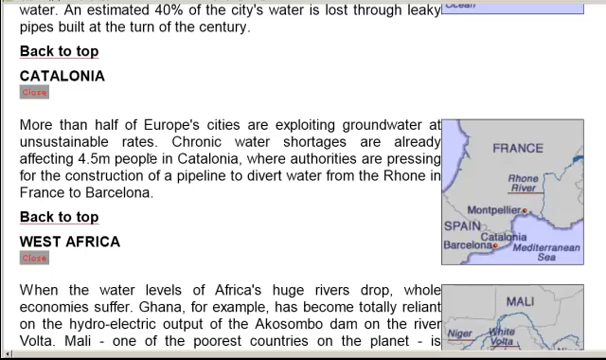 water. An estimated 40% of the city's water is lost through leaky
pipes built at the turn of the century.
Back to top
CATALONIA
Close
More than half of Europe's cities are exploiting groundwater at
unsustainable rates. Chronic water shortages are already
affecting 4.5m people in Catalonia, where authorities are pressing
for the construction of a pipeline to divert water from the Rhone in
France to Barcelona.
Back to top
WEST AFRICA
Close
When the water levels of Africa's huge rivers drop, whole
economies suffer. Ghana, for example, has become totally reliant
on the hydro-electric output of the Akosombo dam on the river
Volta. Mali - one of the poorest countries on the planet - is
Ocean
FRANCE
Rhone
River
Montpellier
SPAIN
Catalonia
Barcelona
Mediterranean
Sea
MALI
Niger
White
Volta